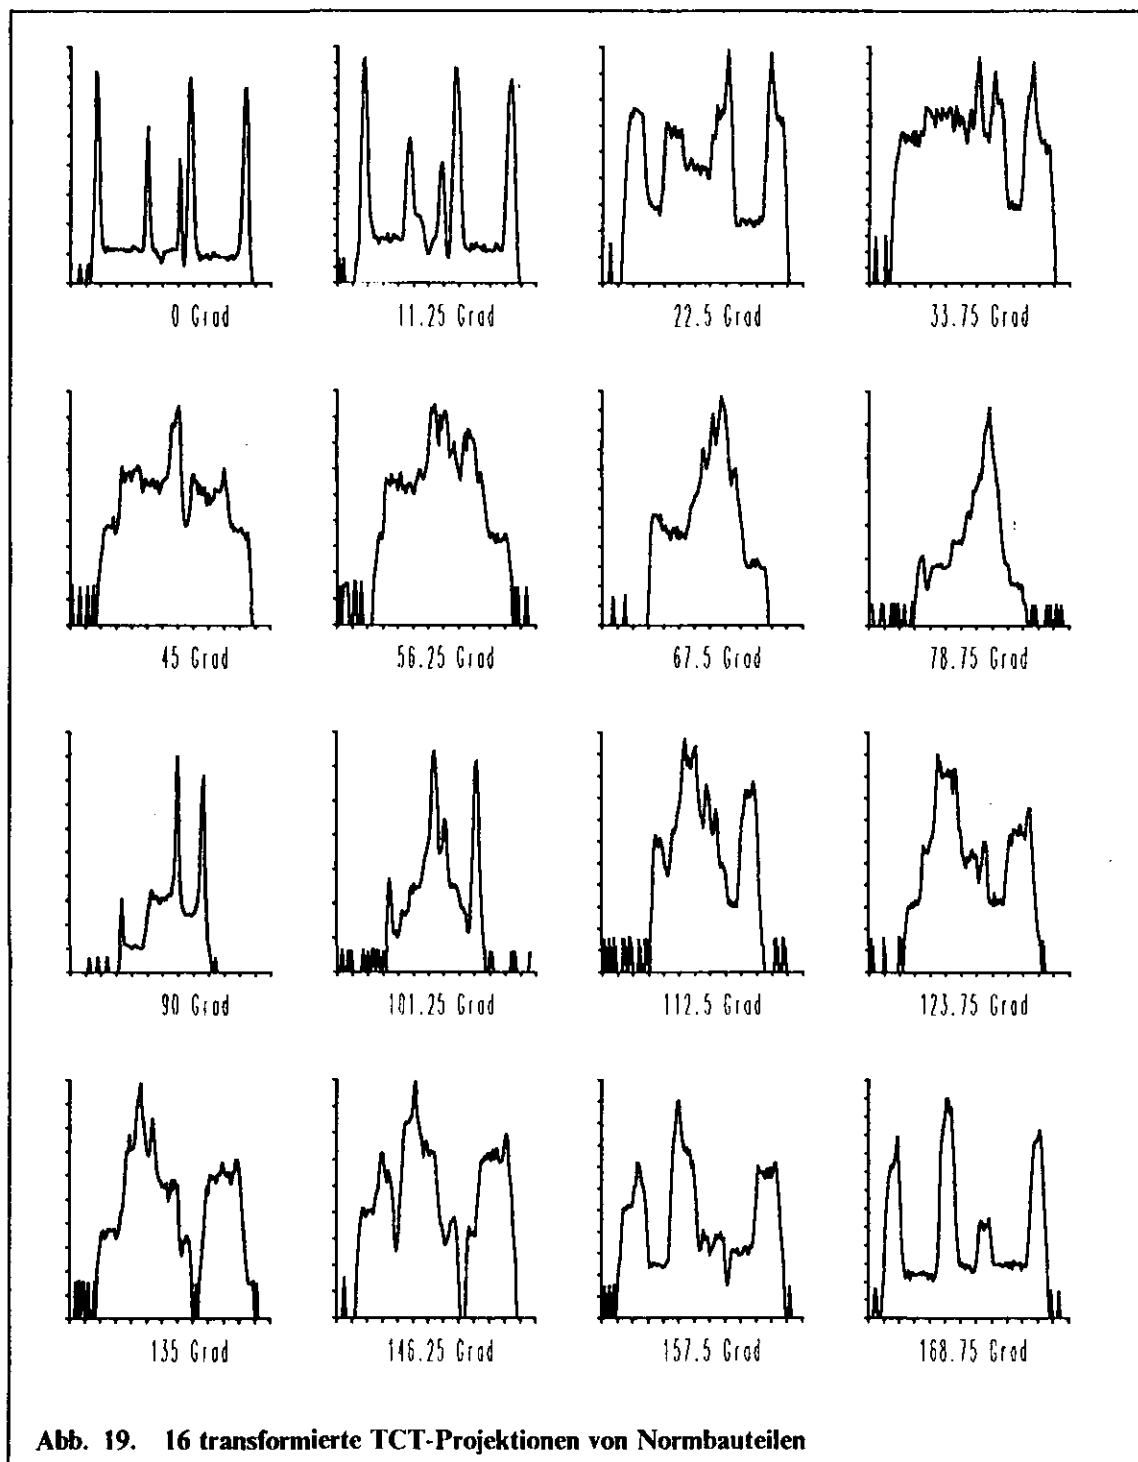 0 Grad
11.25 Grad
22.5 Grad
33.75 Grad
45 Grad
56.25 Grad
67.5 Grad
78.75 Grad
90 Grad
101.25 Grad
112.5 Grad
123.75 Grad
135 Grad
146.25 Grad
157.5 Grad
168.75 Grad
Abb. 19. 16 transformierte TCT-Projektionen von Normbauteilen